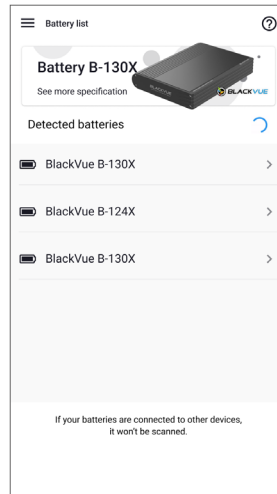 Battery list
Battery B-130X
See more specification
BLACKVUE
BLACKVUE
Detected batteries
BlackVue B-130X
BlackVue B-124X
BlackVue B-130X
If your batteries are connected to other devices,
it won't be scanned.